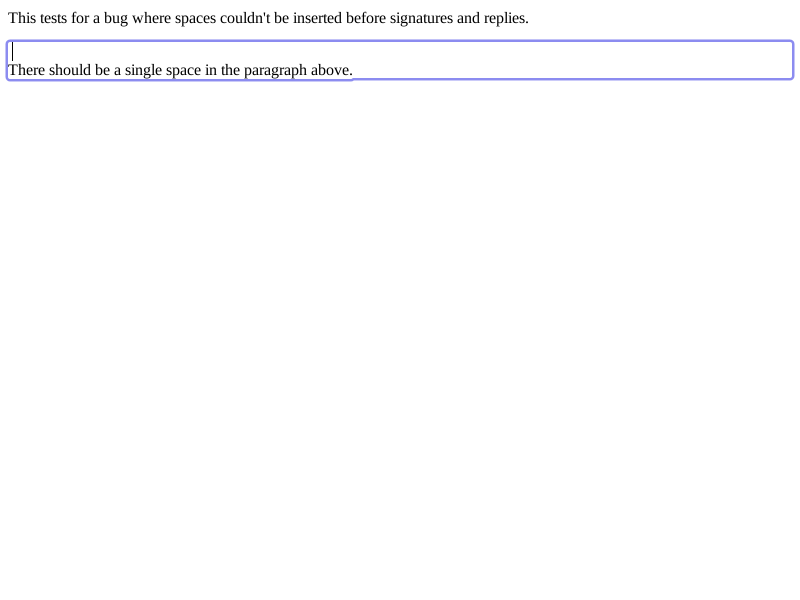 This tests for a bug where spaces couldn't be inserted before signatures and replies.
There should be a single space in the paragraph above.